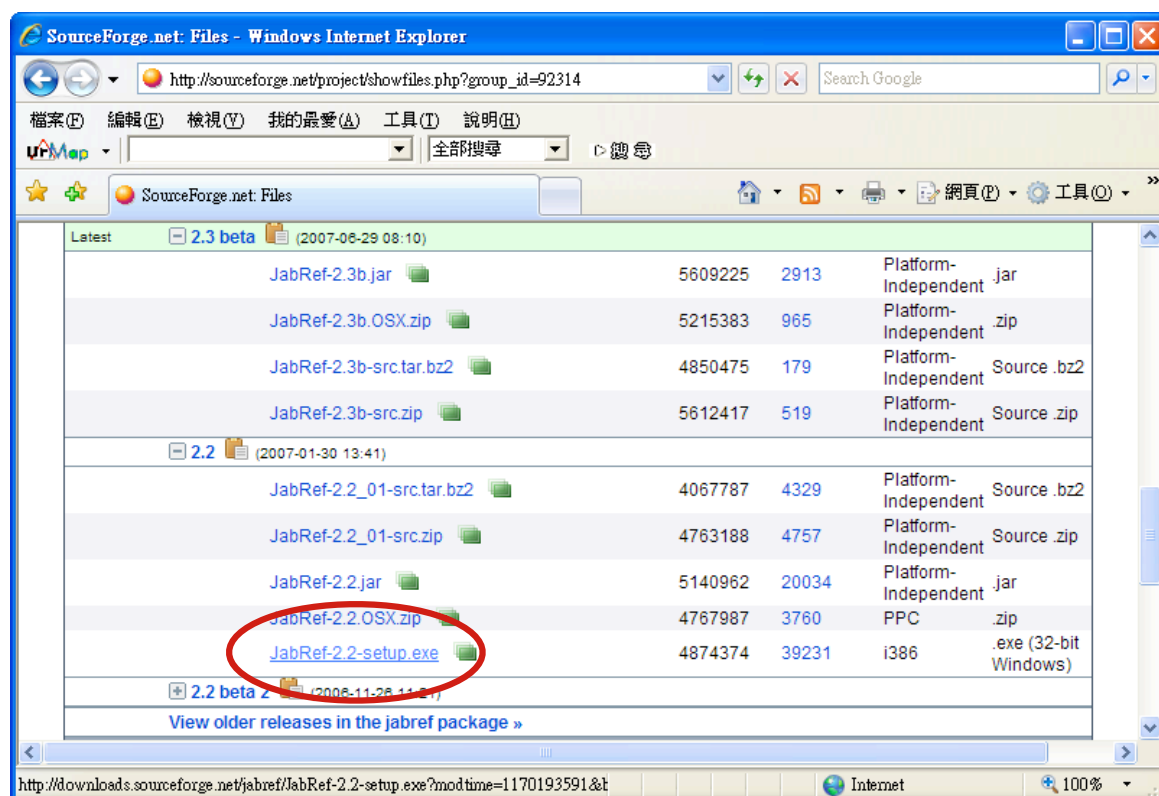 SourceForge.net: Files - Windows Internet Explorer
http://sourceforge.net/project/showfiles.php?group_id=92314 Search Google
檔案(F) 編輯(E) 檢視(V) 我的最愛(A) 工具(T) 說明(H)
urMap 全部搜尋 搜尋
SourceForge.net: Files 網頁(P) 工具(O) »
Latest 2.3 beta (2007-06-29 08:10)
JabRef-2.3b.jar 5609225 2913 Platform-Independent .jar
JabRef-2.3b.OSX.zip 5215383 965 Platform-Independent .zip
JabRef-2.3b-src.tar.bz2 4850475 179 Platform-Independent Source .bz2
JabRef-2.3b-src.zip 5612417 519 Platform-Independent Source .zip
2.2 (2007-01-30 13:41)
JabRef-2.2_01-src.tar.bz2 4067787 4329 Platform-Independent Source .bz2
JabRef-2.2_01-src.zip 4763188 4757 Platform-Independent Source .zip
JabRef-2.2.jar 5140962 20034 Platform-Independent .jar
JabRef-2.2.OSX.zip 4767987 3760 PPC .zip
JabRef-2.2-setup.exe 4874374 39231 i386 .exe (32-bit Windows)
2.2 beta 2 (2006-11-26 11:21)
View older releases in the jabref package »
http://downloads.sourceforge.net/jabref/JabRef-2.2-setup.exe?modtime=1170193591&b Internet 100%